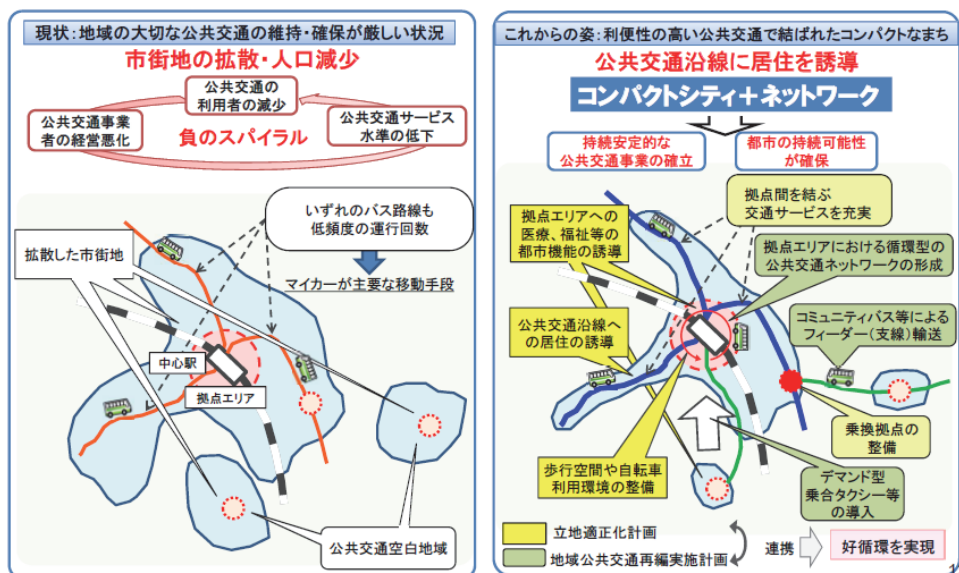 現状：地域の大切な公共交通の維持・確保が厳しい状況
市街地の拡散・人口減少
公共交通の
利用者の減少
公共交通事業
者の経営悪化
負のスパイラル
公共交通サービス
水準の低下
いずれのバス路線も
低頻度の運行回数
マイカーが主要な移動手段
拡散した市街地
中心駅
拠点エリア
公共交通空白地域
これからの姿：利便性の高い公共交通で結ばれたコンパクトなまち
公共交通沿線に居住を誘導
コンパクトシティ＋ネットワーク
持続安定的な
公共交通事業の確立
都市の持続可能性
が確保
拠点エリアへの
医療、福祉等の
都市機能の誘導
拠点間を結ぶ
交通サービスを充実
拠点エリアにおける循環型の
公共交通ネットワークの形成
公共交通沿線へ
の居住の誘導
コミュニティバス等による
フィーダー（支線）輸送
乗換拠点の
整備
歩行空間や自転車
利用環境の整備
デマンド型
乗合タクシー等
の導入
立地適正化計画
地域公共交通再編実施計画
連携
好循環を実現
1